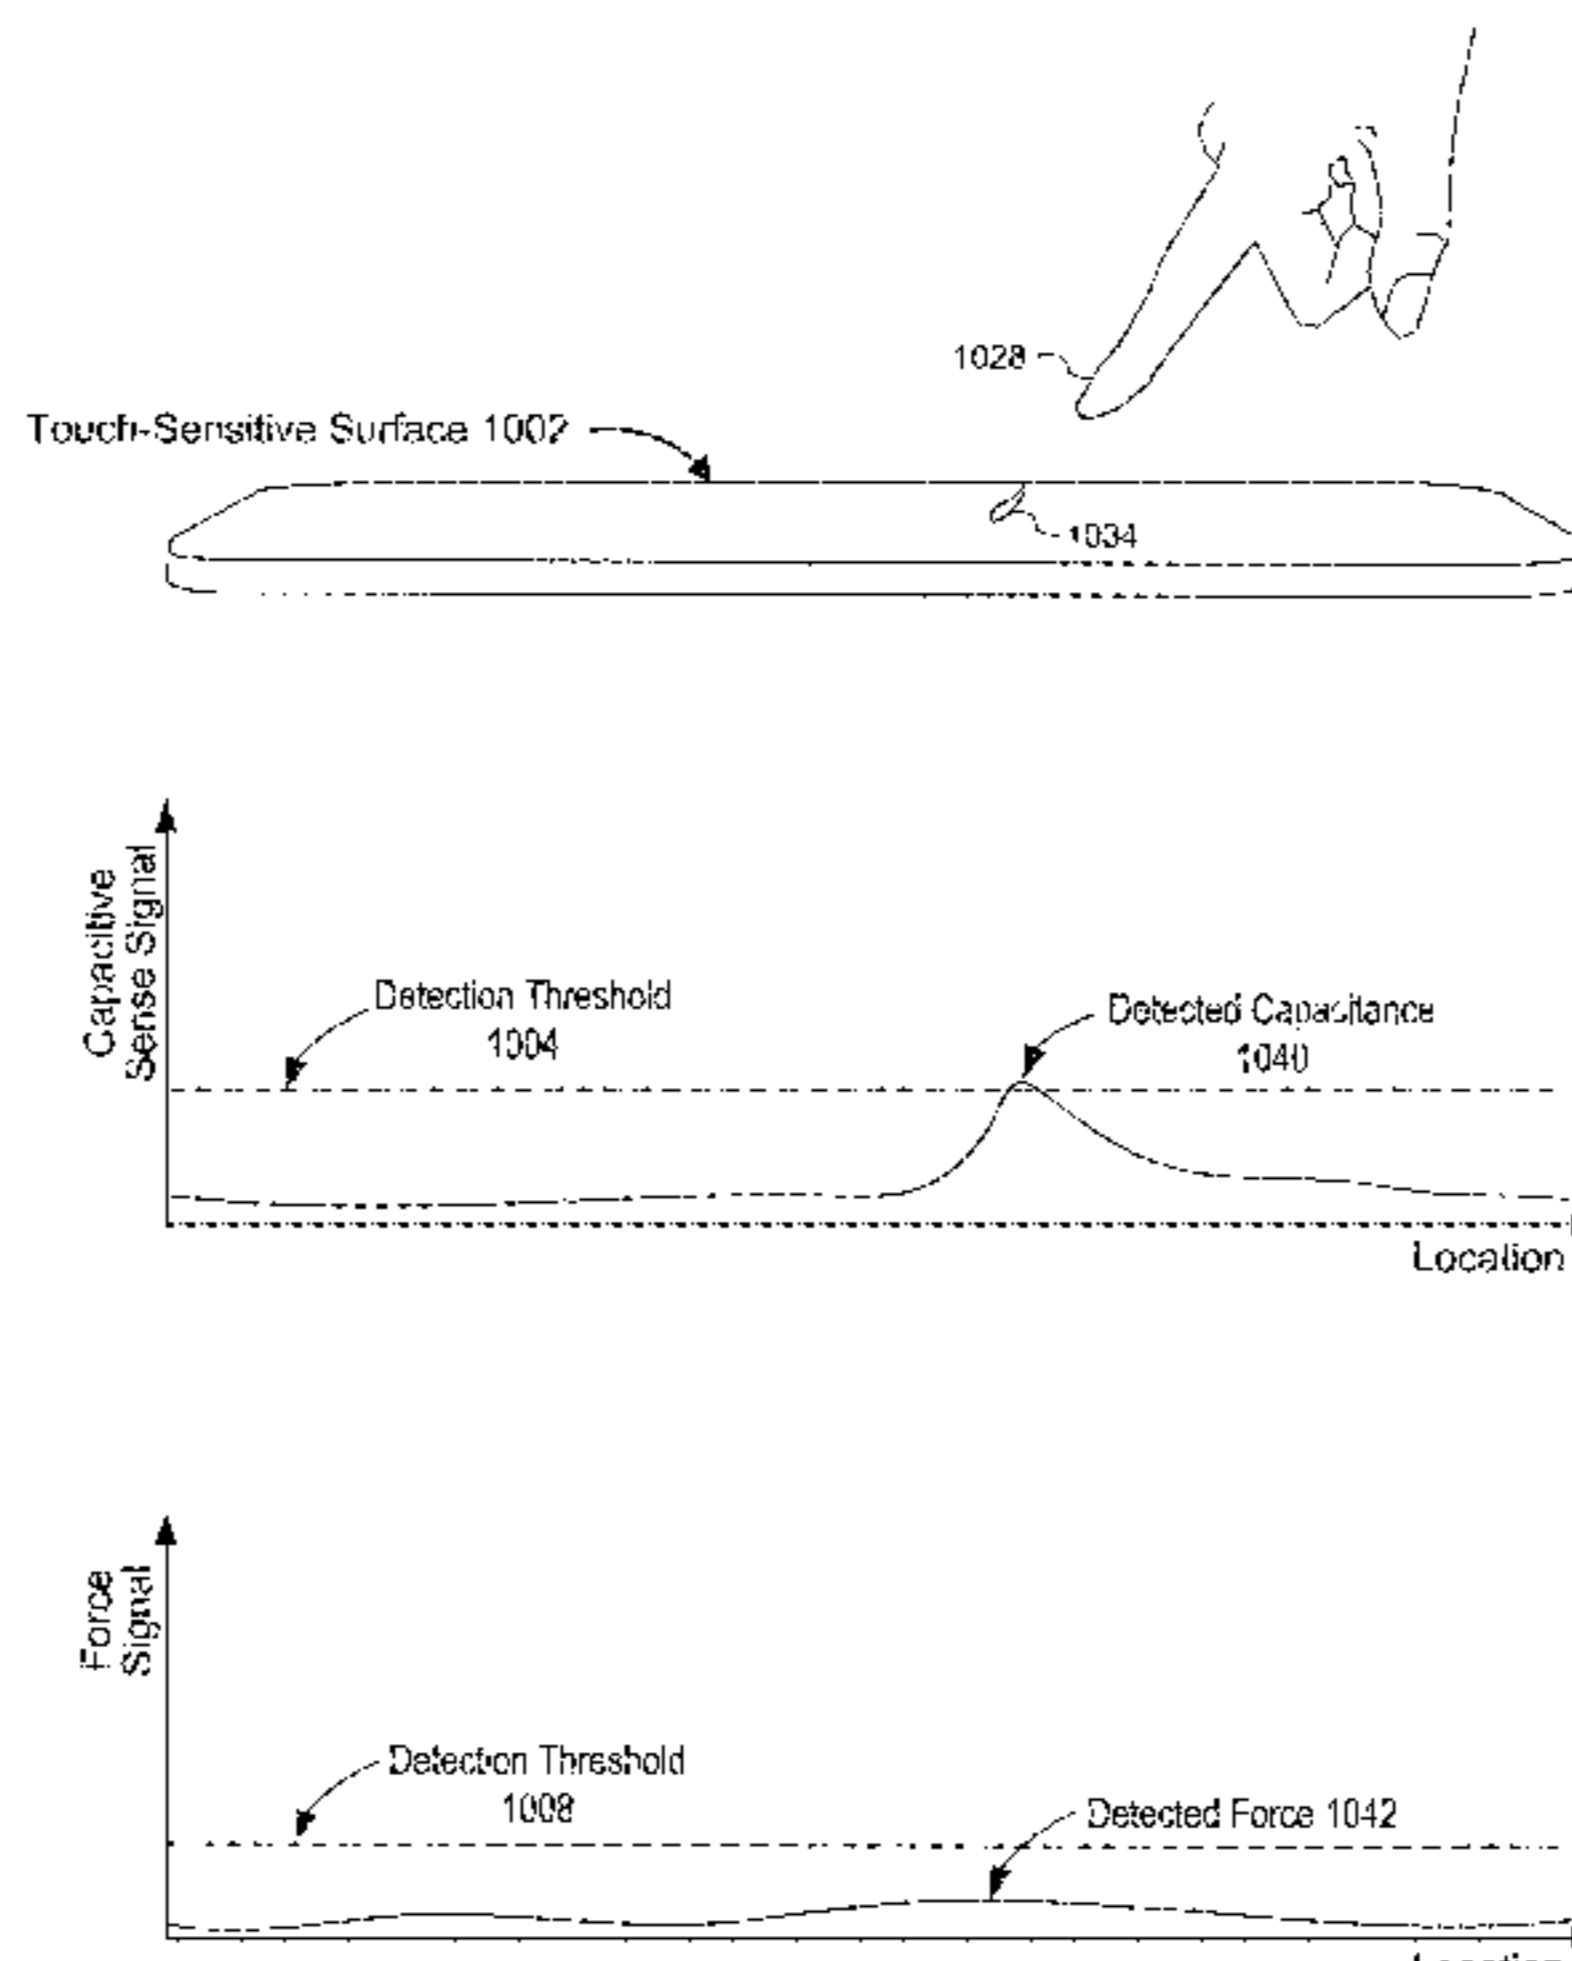 1028
Touch-Sensitive Surface 1002
1034
Capacitive
Sense Signal
Detection Threshold
1004
Detected Capacitance
1040
Location
Force
Signal
Detection Threshold
1008
Detected Force 1042
Location